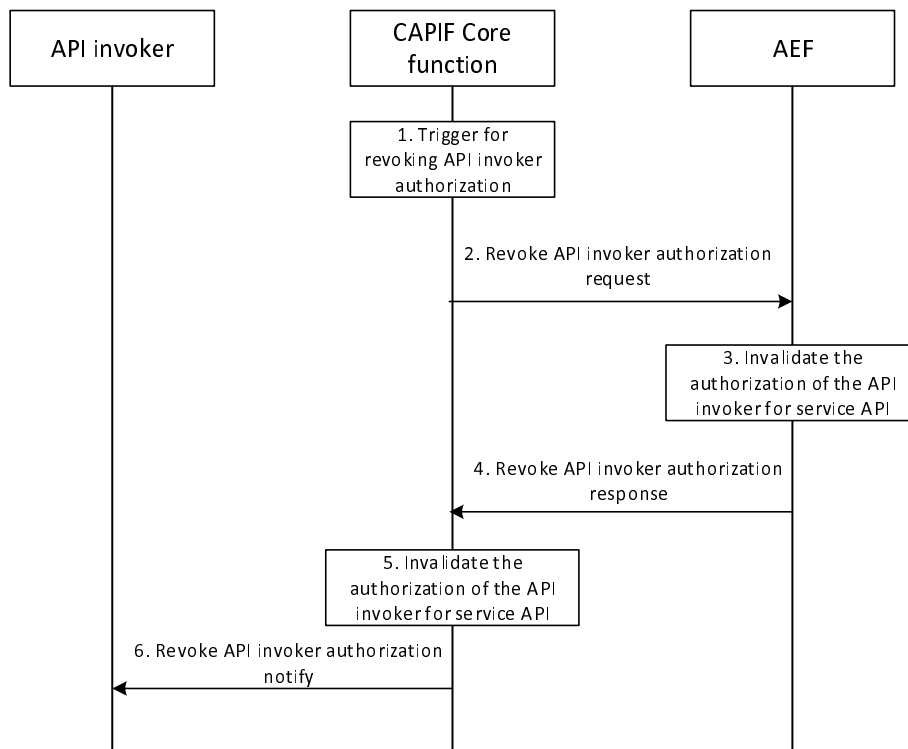 API invoker
CAPIF Core
function
AEF
1. Trigger for
revoking API invoker
authorization
2. Revoke API invoker authorization
request
3. Invalidate the
authorization of the API
invoker for service API
4. Revoke API invoker authorization
response
5. Invalidate the
authorization of the API
invoker for service API
6. Revoke API invoker authorization
notify